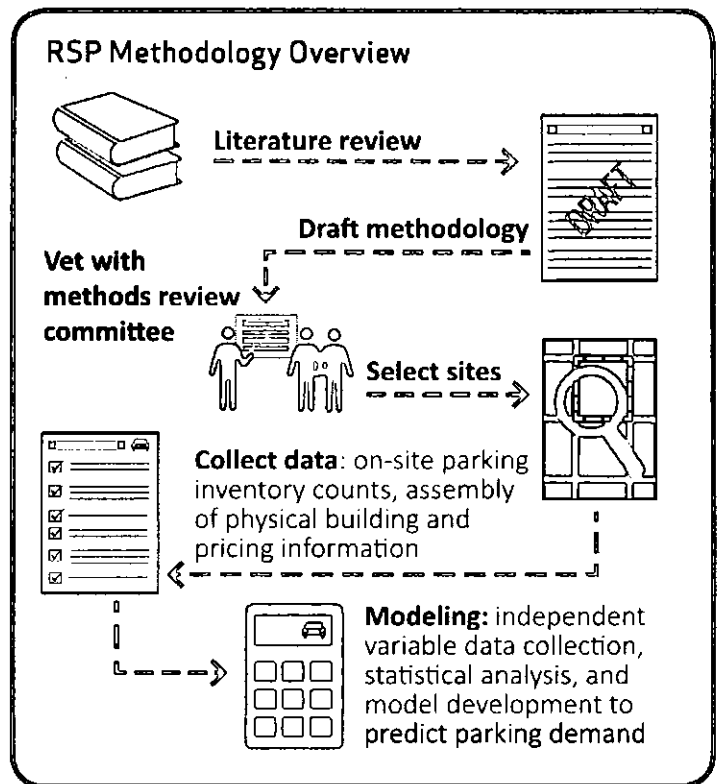 RSP Methodology Overview
Literature review
DRAFT
Draft methodology
Vet with
methods review
committee
Select sites
Collect data: on-site parking
inventory counts, assembly
of physical building and
pricing information
Modeling: independent
variable data collection,
statistical analysis, and
model development to
predict parking demand